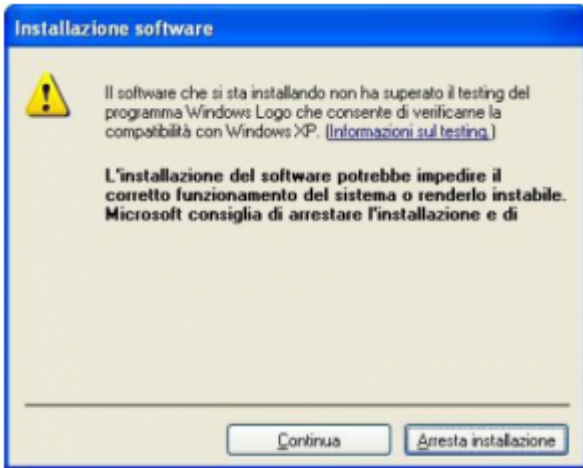 Installazione software
Il software che si sta installando non ha superato il testing del
programma Windows Logo che consente di verificarne la
compatibilità con Windows XP. (Informazioni sul testing.)
L'installazione del software potrebbe impedire il
corretto funzionamento del sistema o renderlo instabile.
Microsoft consiglia di arrestare l'installazione e di
Continua
Arresta installazione